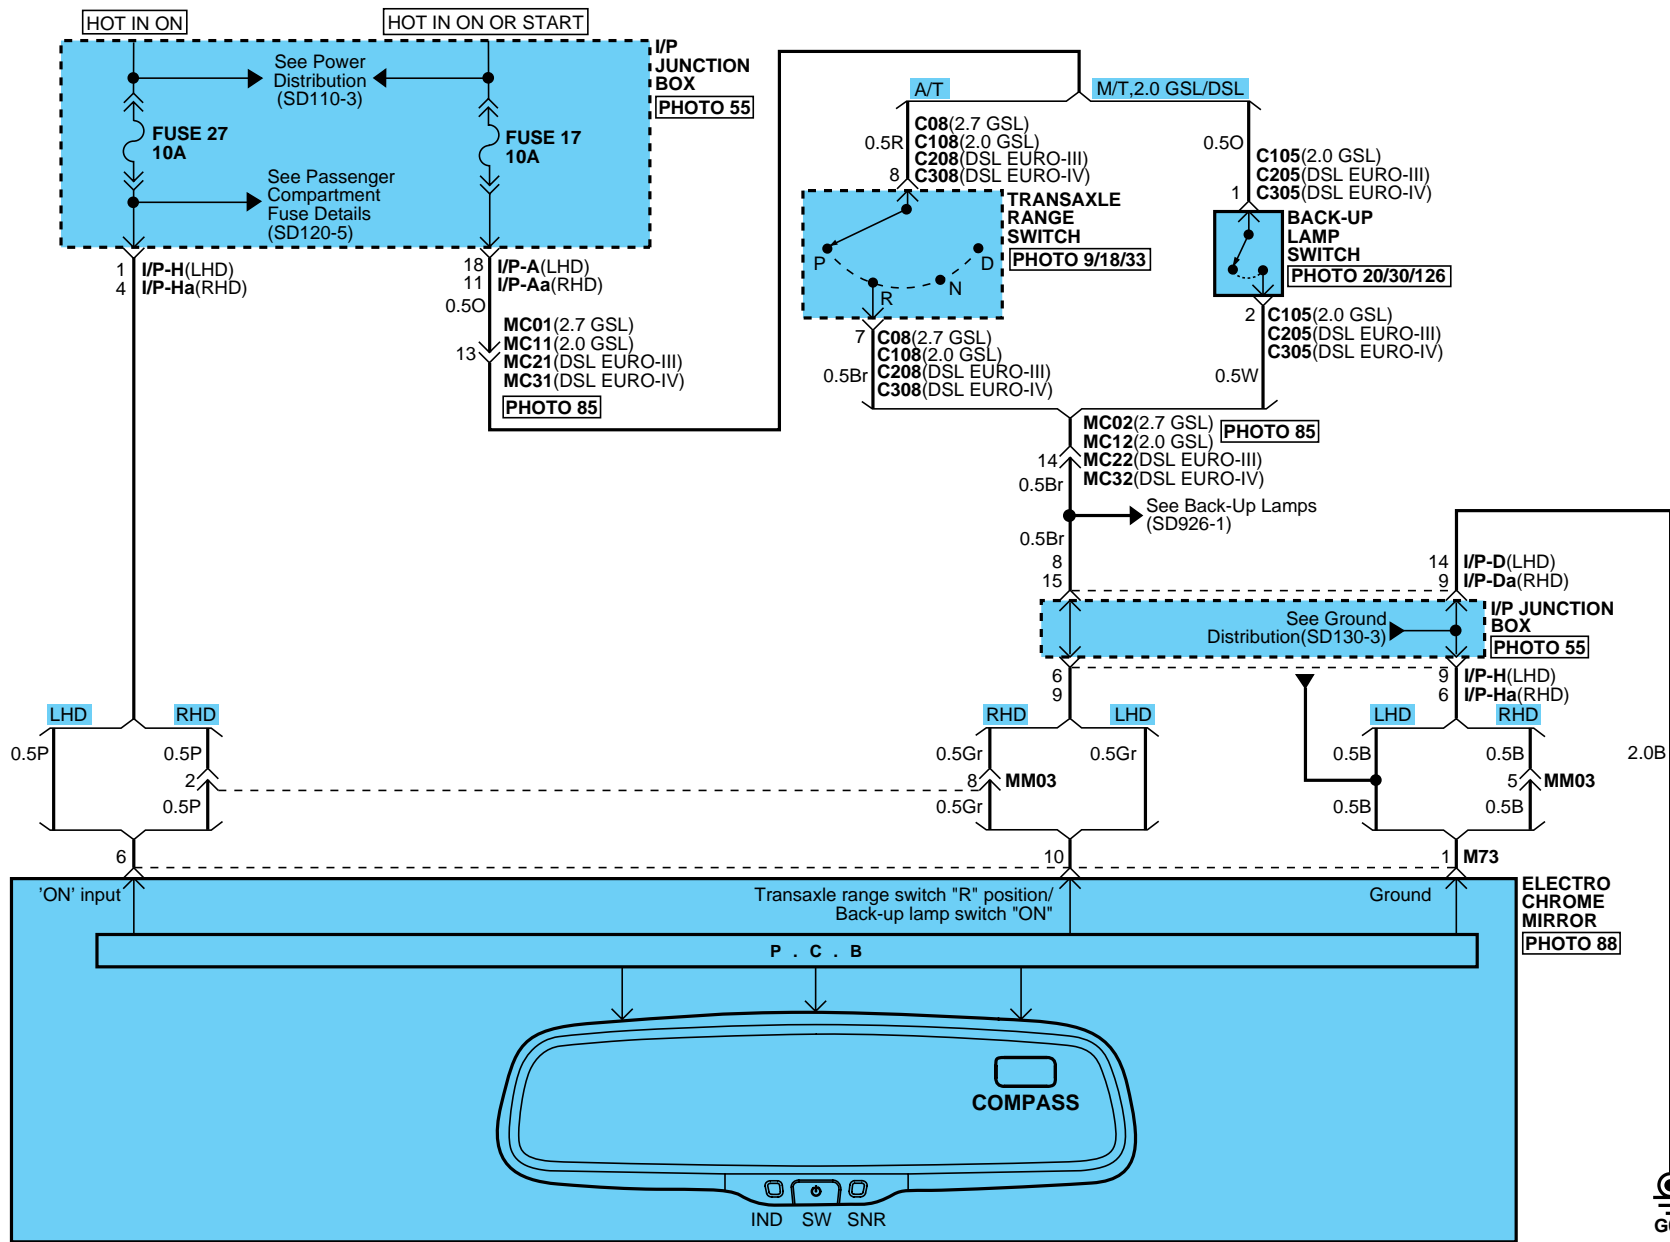 HOT IN ON
HOT IN ON OR START
I/P
JUNCTION
BOX
PHOTO 55
See Power
Distribution
(SD110-3)
FUSE 27
10A
FUSE 17
10A
See Passenger
Compartment
Fuse Details
(SD120-5)
1 I/P-H(LHD)
4 I/P-Ha(RHD)
18 I/P-A(LHD)
11 I/P-Aa(RHD)
0.5O
13
MC01(2.7 GSL)
MC11(2.0 GSL)
MC21(DSL EURO-III)
MC31(DSL EURO-IV)
PHOTO 85
A/T
M/T,2.0 GSL/DSL
0.5R
8
C08(2.7 GSL)
C108(2.0 GSL)
C208(DSL EURO-III)
C308(DSL EURO-IV)
0.5O
1
C105(2.0 GSL)
C205(DSL EURO-III)
C305(DSL EURO-IV)
P
R
N
D
TRANSAXLE
RANGE
SWITCH
PHOTO 9/18/33
BACK-UP
LAMP
SWITCH
PHOTO 20/30/126
7
0.5Br
C08(2.7 GSL)
C108(2.0 GSL)
C208(DSL EURO-III)
C308(DSL EURO-IV)
2
0.5W
C105(2.0 GSL)
C205(DSL EURO-III)
C305(DSL EURO-IV)
MC02(2.7 GSL)
MC12(2.0 GSL)
MC22(DSL EURO-III)
MC32(DSL EURO-IV)
PHOTO 85
14
0.5Br
See Back-Up Lamps
(SD926-1)
0.5Br
8
15
14 I/P-D(LHD)
9 I/P-Da(RHD)
See Ground
Distribution(SD130-3)
I/P JUNCTION
BOX
PHOTO 55
6
9
9 I/P-H(LHD)
6 I/P-Ha(RHD)
LHD
RHD
RHD
LHD
LHD
RHD
0.5P
0.5P
2
0.5P
0.5Gr
0.5Gr
8 MM03
0.5Gr
0.5B
0.5B
5 MM03
0.5B
0.5B
2.0B
6
10
1 M73
'ON' input
Transaxle range switch "R" position/
Back-up lamp switch "ON"
Ground
ELECTRO
CHROME
MIRROR
PHOTO 88
P . C . B
COMPASS
IND SW SNR